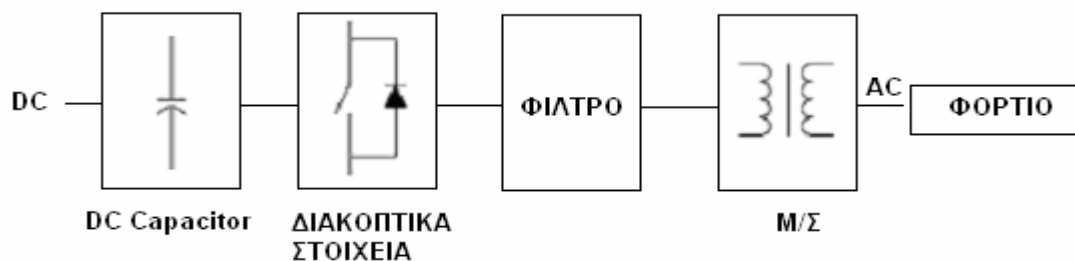 DC
ΦΙΛΤΡΟ
AC
ΦΟΡΤΙΟ
DC Capacitor
ΔΙΑΚΟΠΤΙΚΑ
ΣΤΟΙΧΕΙΑ
Μ/Σ